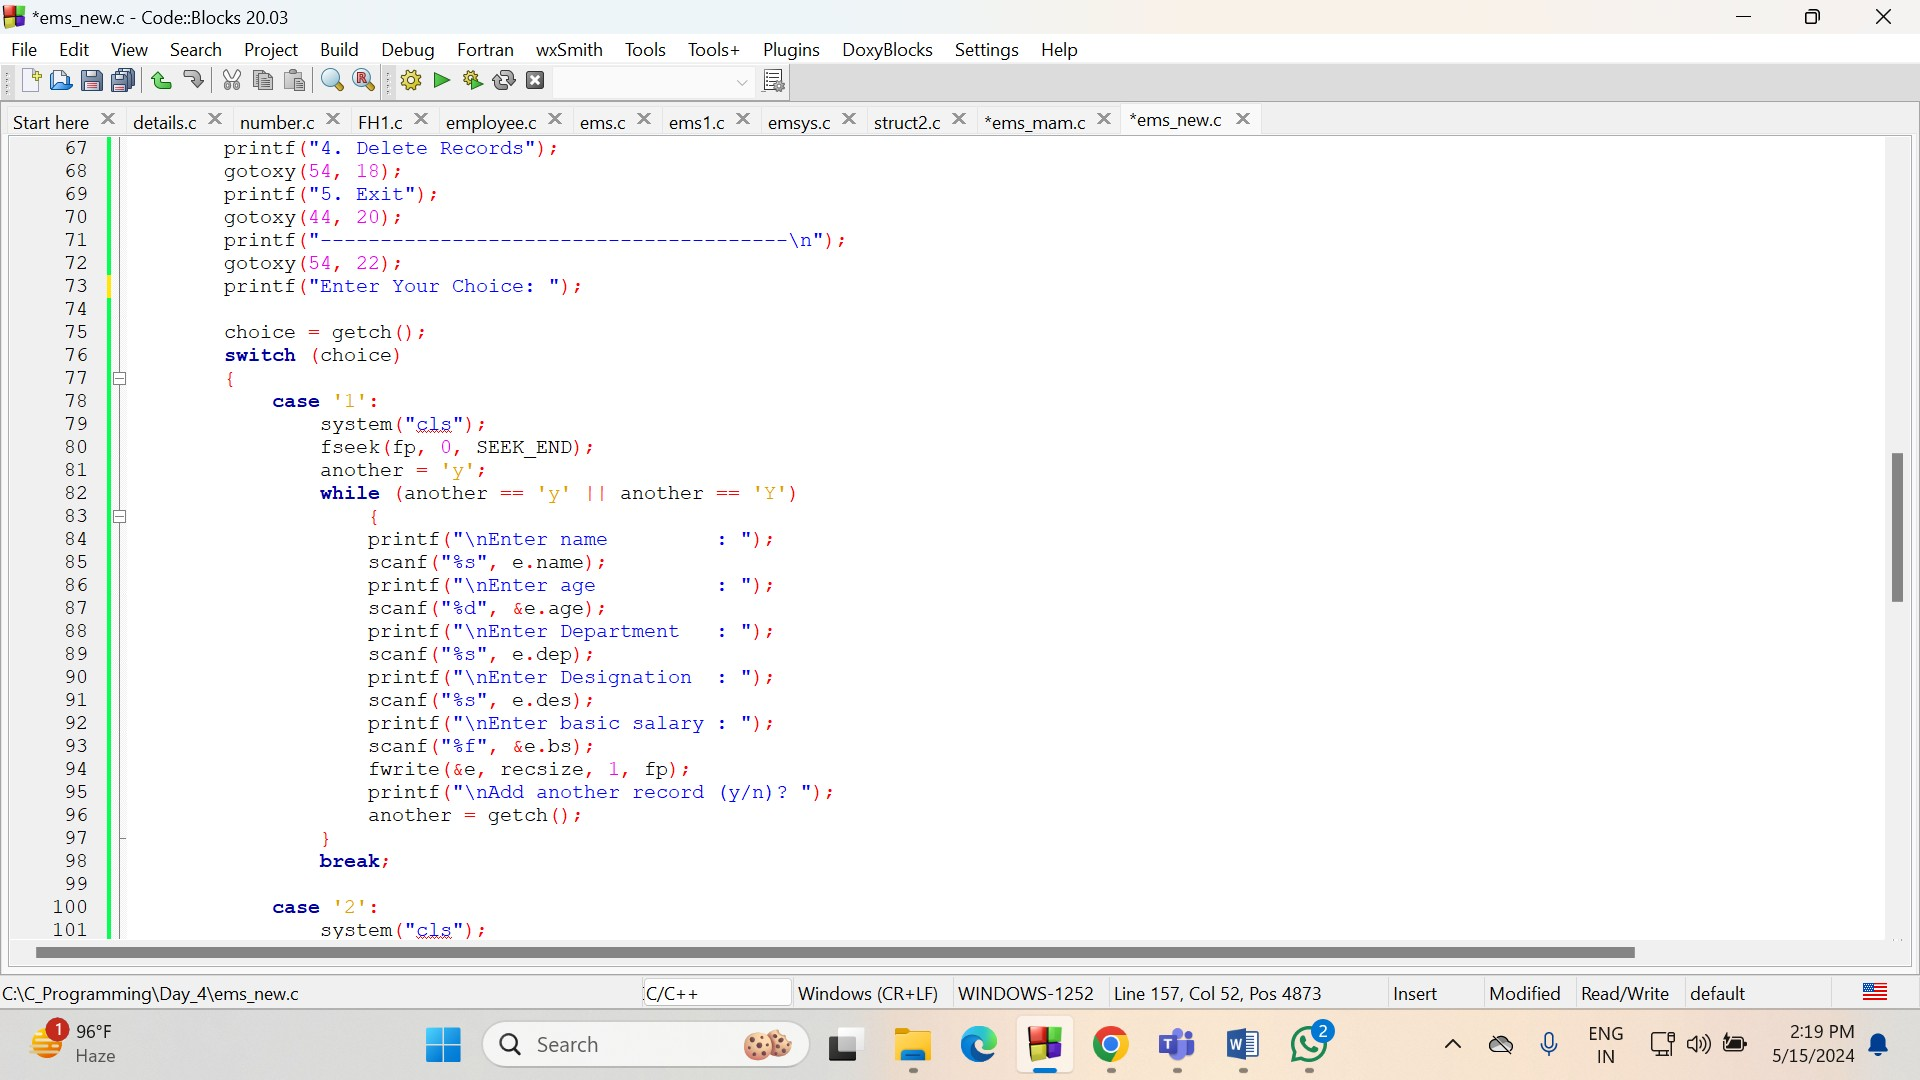 *ems_new.c - Code::Blocks 20.03
File Edit View Search Project Build Debug Fortran wxSmith Tools Tools+ Plugins DoxyBlocks Settings Help
Start here details.c number.c FH1.c employee.c ems.c ems1.c emsys.c struct2.c *ems_mam.c *ems_new.c
67 printf("4. Delete Records");
68 gotoxy(54, 18);
69 printf("5. Exit");
70 gotoxy(44, 20);
71 printf("---------------------------------------\n");
72 gotoxy(54, 22);
73 printf("Enter Your Choice: ");
74
75 choice = getch();
76 switch (choice)
77 {
78 case '1':
79 system("cls");
80 fseek(fp, 0, SEEK_END);
81 another = 'y';
82 while (another == 'y' || another == 'Y')
83 {
84 printf("\nEnter name         : ");
85 scanf("%s", e.name);
86 printf("\nEnter age          : ");
87 scanf("%d", &e.age);
88 printf("\nEnter Department   : ");
89 scanf("%s", e.dep);
90 printf("\nEnter Designation  : ");
91 scanf("%s", e.des);
92 printf("\nEnter basic salary : ");
93 scanf("%f", &e.bs);
94 fwrite(&e, recsize, 1, fp);
95 printf("\nAdd another record (y/n)? ");
96 another = getch();
97 }
98 break;
99
100 case '2':
101 system("cls");
C:\C_Programming\Day_4\ems_new.c C/C++ Windows (CR+LF) WINDOWS-1252 Line 157, Col 52, Pos 4873 Insert Modified Read/Write default
1 96°F
Haze
Search
2
ENG
IN
2:19 PM
5/15/2024